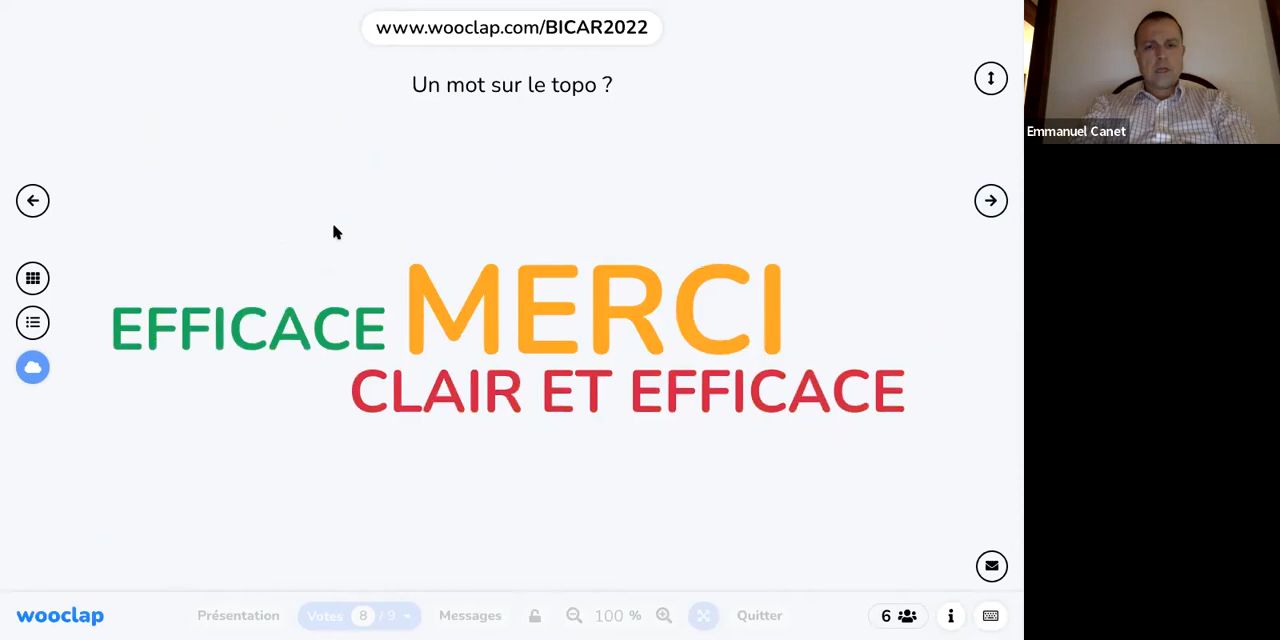 www.wooclap.com/BICAR2022
Un mot sur le topo ?
Emmanuel Canet
MERCI
EFFICACE
CLAIR ET EFFICACE
wooclap
Présentation
Votes 8 / 9
Messages
100 %
Quitter
6